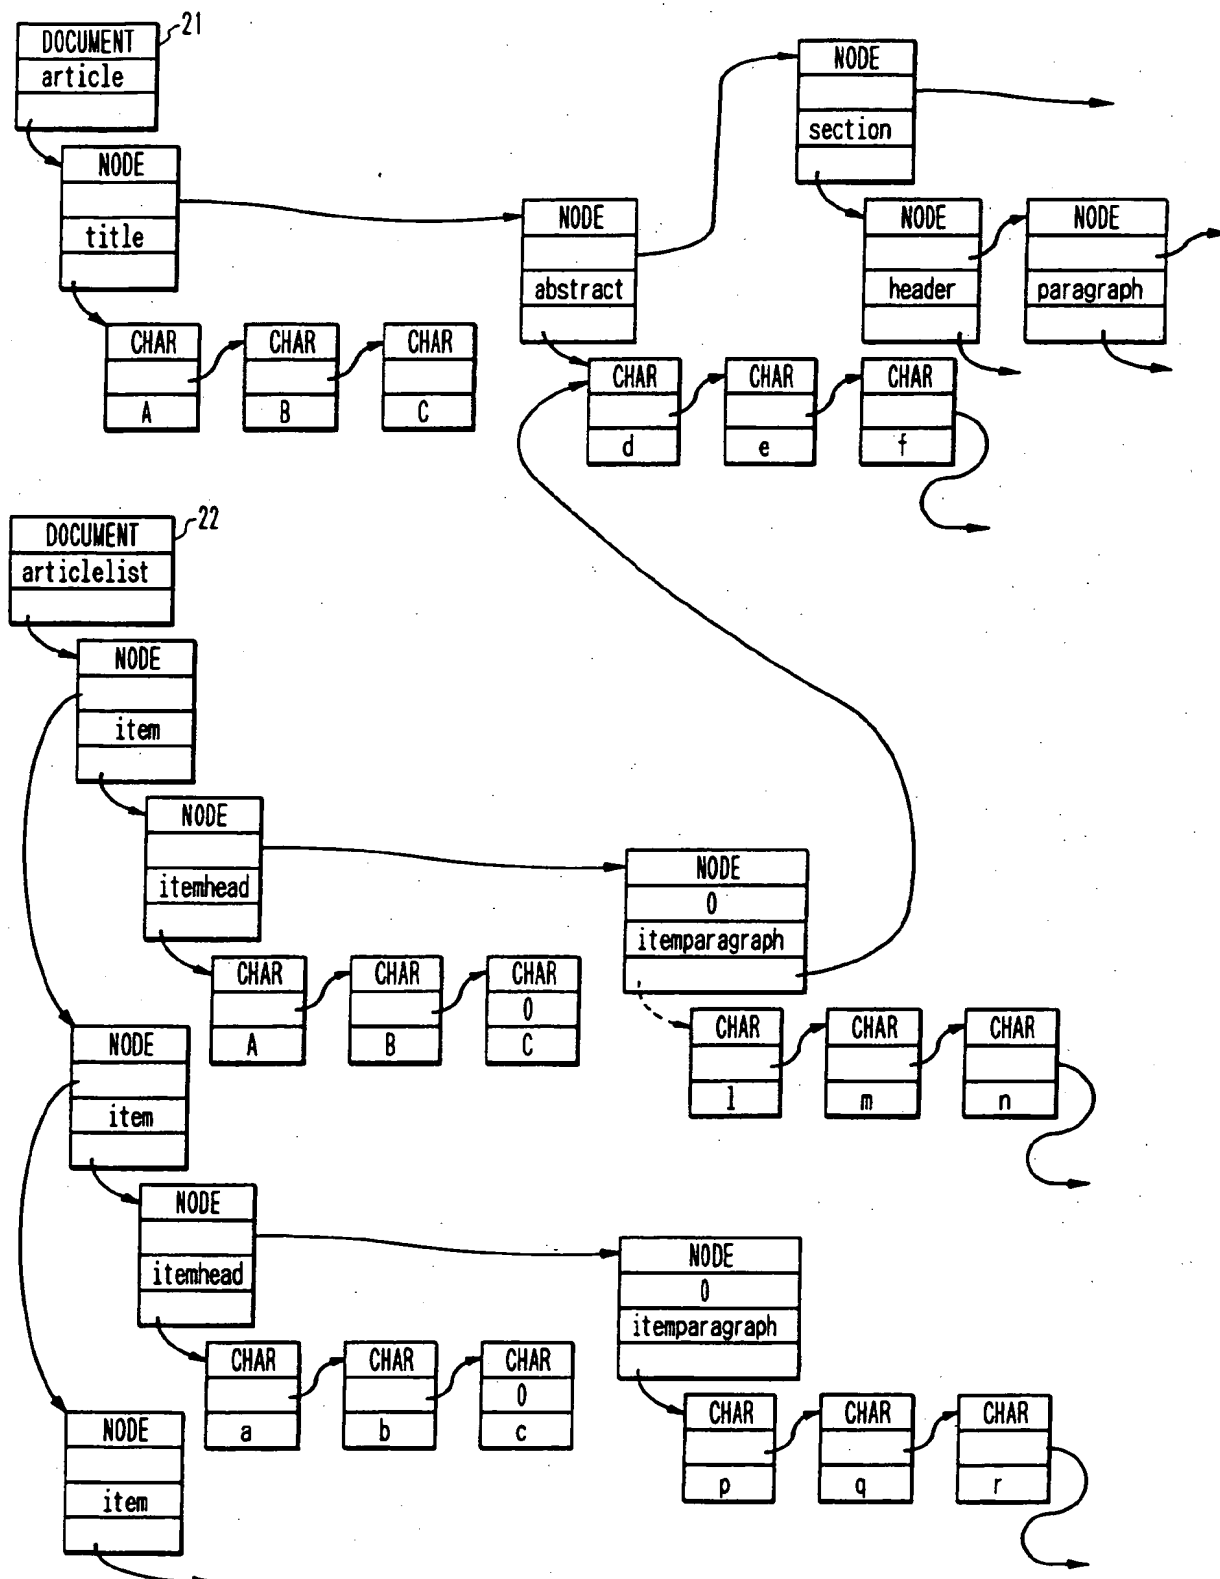 DOCUMENT
article
21
NODE
title
CHAR
A
CHAR
B
CHAR
C
NODE
abstract
CHAR
d
CHAR
e
CHAR
f
NODE
section
NODE
header
NODE
paragraph
DOCUMENT
articlelist
22
NODE
item
NODE
itemhead
CHAR
A
CHAR
B
CHAR
0
C
NODE
0
itemparagraph
CHAR
l
CHAR
m
CHAR
n
NODE
item
NODE
itemhead
CHAR
a
CHAR
b
CHAR
0
c
NODE
0
itemparagraph
CHAR
p
CHAR
q
CHAR
r
NODE
item